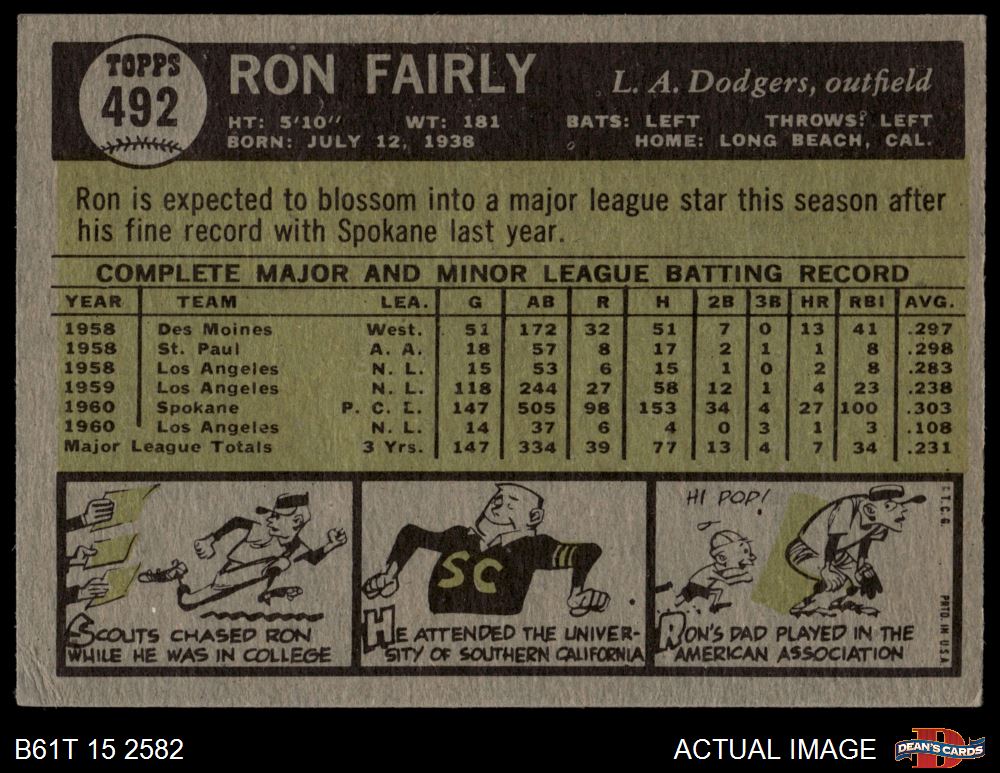 TOPPS
492
RON FAIRLY
L. A. Dodgers, outfield
HT: 5'10" WT: 181 BATS: LEFT THROWS: LEFT
BORN: JULY 12, 1938 HOME: LONG BEACH, CAL.
Ron is expected to blossom into a major league star this season after
his fine record with Spokane last year.
COMPLETE MAJOR AND MINOR LEAGUE BATTING RECORD
YEAR TEAM LEA. G AB R H 2B 3B HR RBI AVG.
1958 Des Moines West. 51 172 32 51 7 0 13 41 .297
1958 St. Paul A. A. 18 57 8 17 2 1 1 8 .298
1958 Los Angeles N. L. 15 53 6 15 1 0 2 8 .283
1959 Los Angeles N. L. 118 244 27 58 12 1 4 23 .238
1960 Spokane P. C. L. 147 505 98 153 34 4 27 100 .303
1960 Los Angeles N. L. 14 37 6 4 0 3 1 3 .108
Major League Totals 3 Yrs. 147 334 39 77 13 4 7 34 .231
SCOUTS CHASED RON
WHILE HE WAS IN COLLEGE
SC
HE ATTENDED THE UNIVER-
SITY OF SOUTHERN CALIFORNIA
HI POP!
RON'S DAD PLAYED IN THE
AMERICAN ASSOCIATION
T.C.G.
PRTD. IN U.S.A.
B61T 15 2582
ACTUAL IMAGE
DEAN'S CARDS